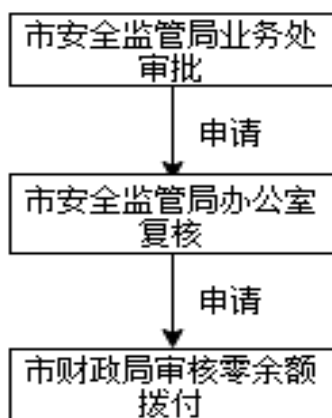 市安全监管局业务处
审批
申请
市安全监管局办公室
复核
申请
市财政局审核零余额
拨付